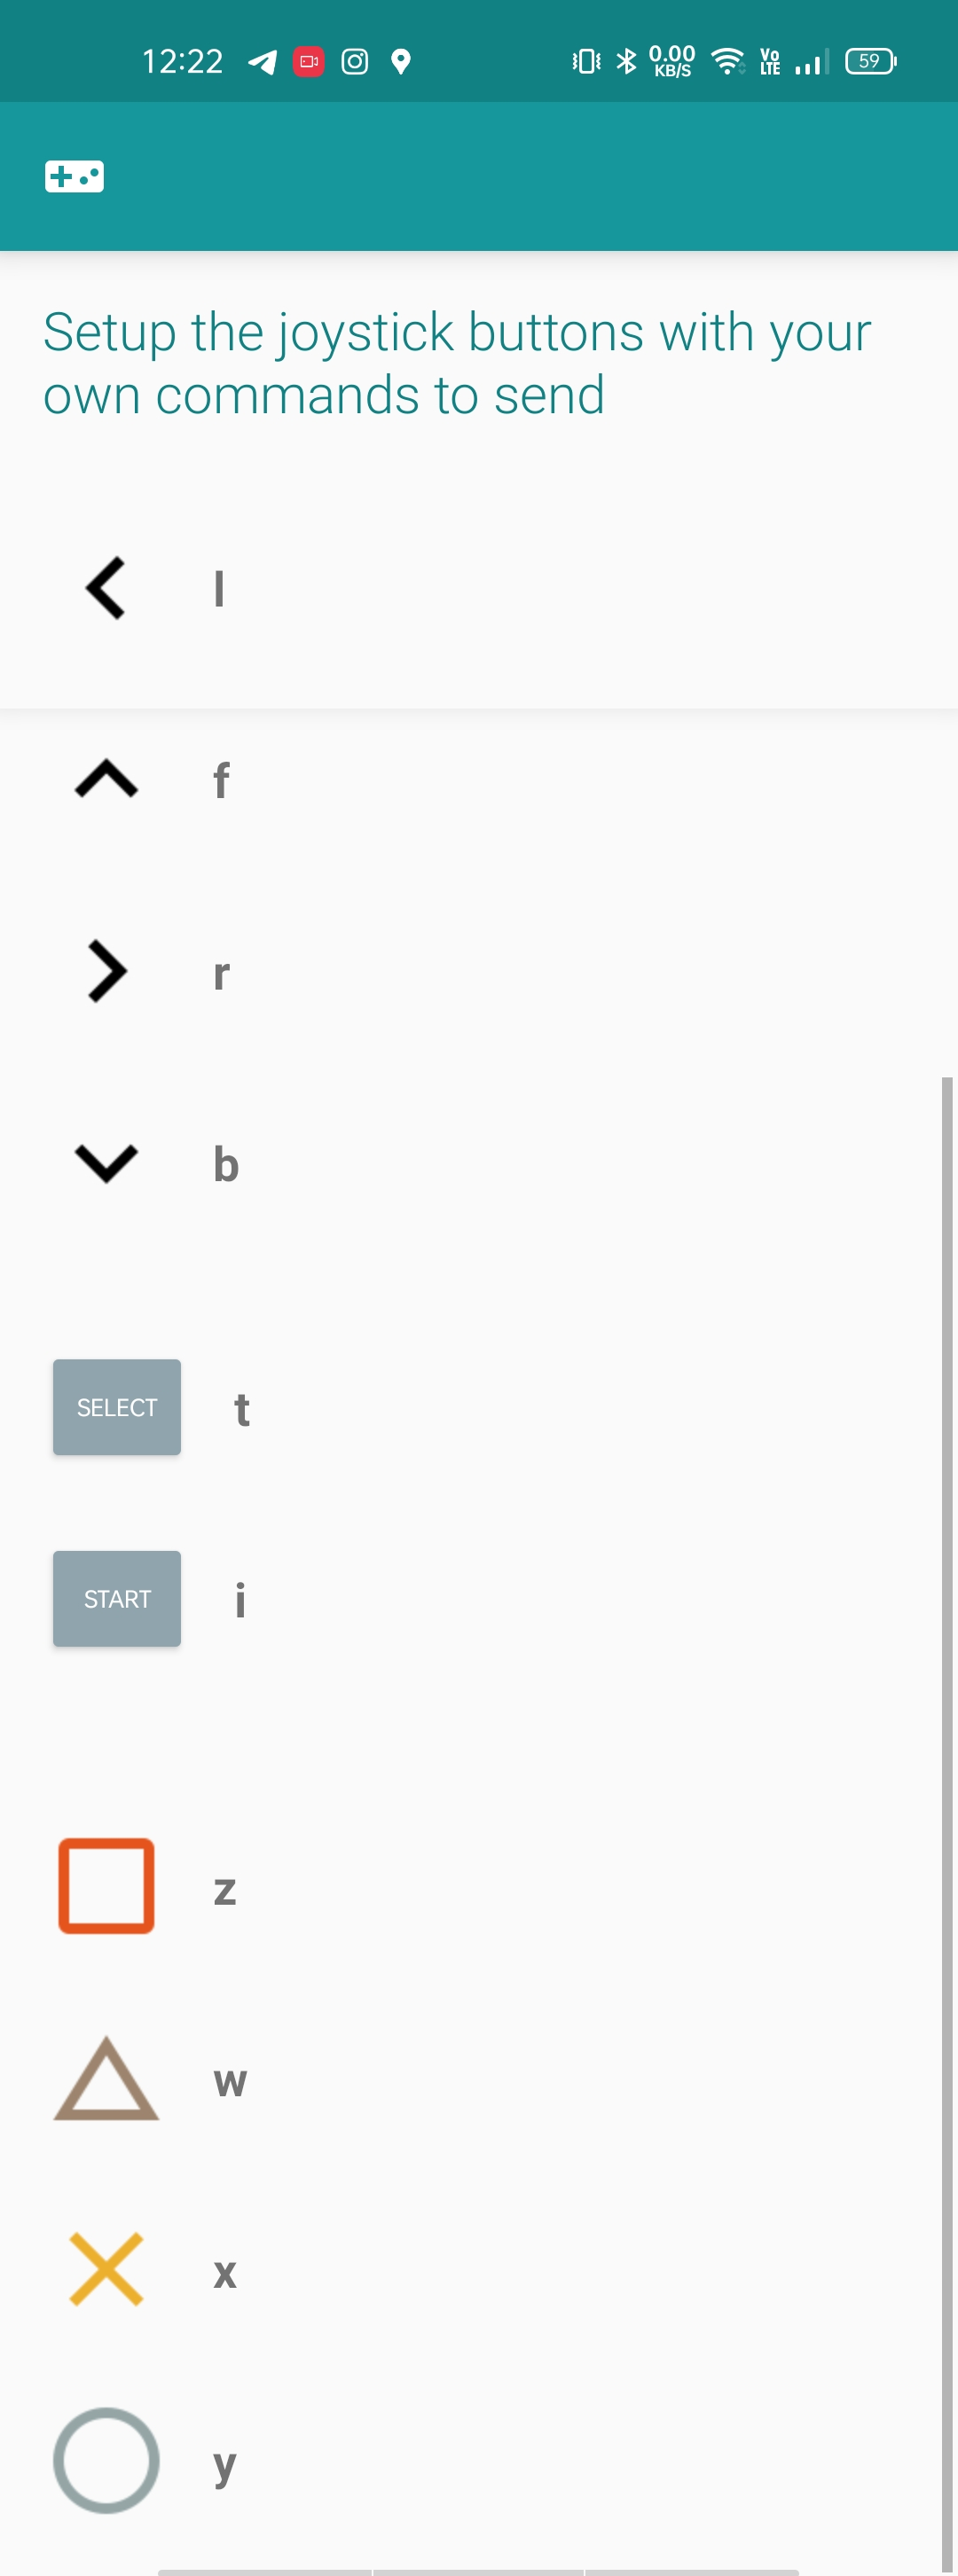 12:22
0.00
KB/S
Vo
LTE
59
Setup the joystick buttons with your
own commands to send
l
f
r
b
SELECT
t
START
i
z
w
x
y